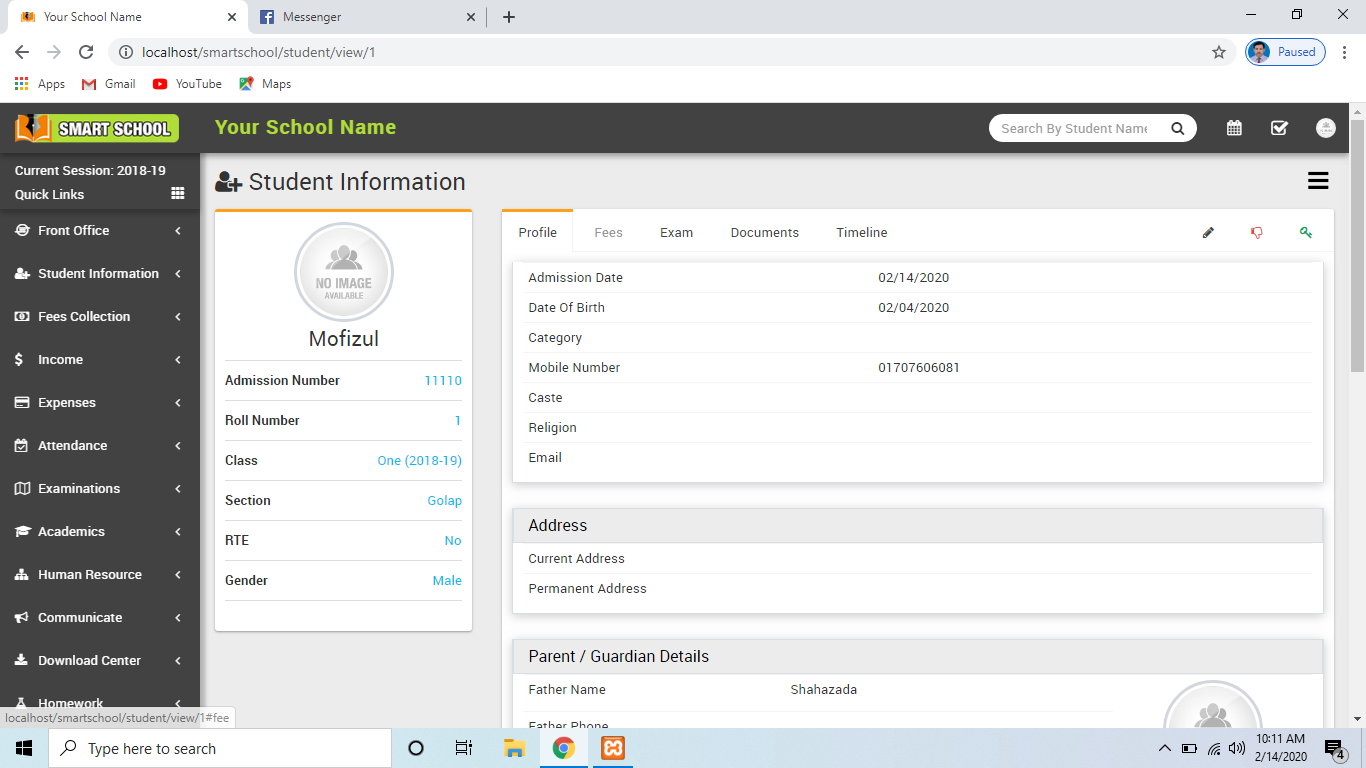 Your School Name
Messenger
localhost/smartschool/student/view/1
Paused
Apps
Gmail
YouTube
Maps
SMART SCHOOL
Your School Name
Search By Student Name
Current Session: 2018-19
Quick Links
Front Office
Student Information
Fees Collection
Income
Expenses
Attendance
Examinations
Academics
Human Resource
Communicate
Download Center
Homework
Student Information
NO IMAGE
AVAILABLE
Mofizul
Admission Number 11110
Roll Number 1
Class One (2018-19)
Section Golap
RTE No
Gender Male
Profile Fees Exam Documents Timeline
Admission Date 02/14/2020
Date Of Birth 02/04/2020
Category
Mobile Number 01707606081
Caste
Religion
Email
Address
Current Address
Permanent Address
Parent / Guardian Details
Father Name Shahazada
Father Phone
localhost/smartschool/student/view/1#fee
Type here to search
10:11 AM
2/14/2020
4